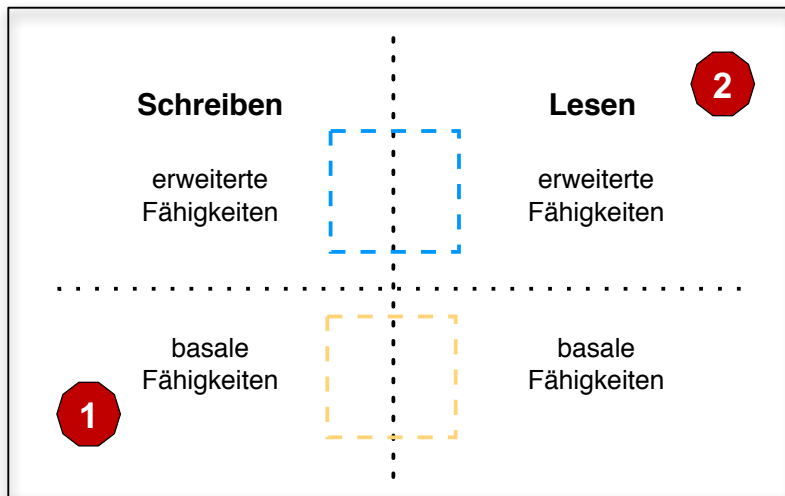 Schreiben
Lesen
2
erweiterte
Fähigkeiten
erweiterte
Fähigkeiten
basale
Fähigkeiten
basale
Fähigkeiten
1